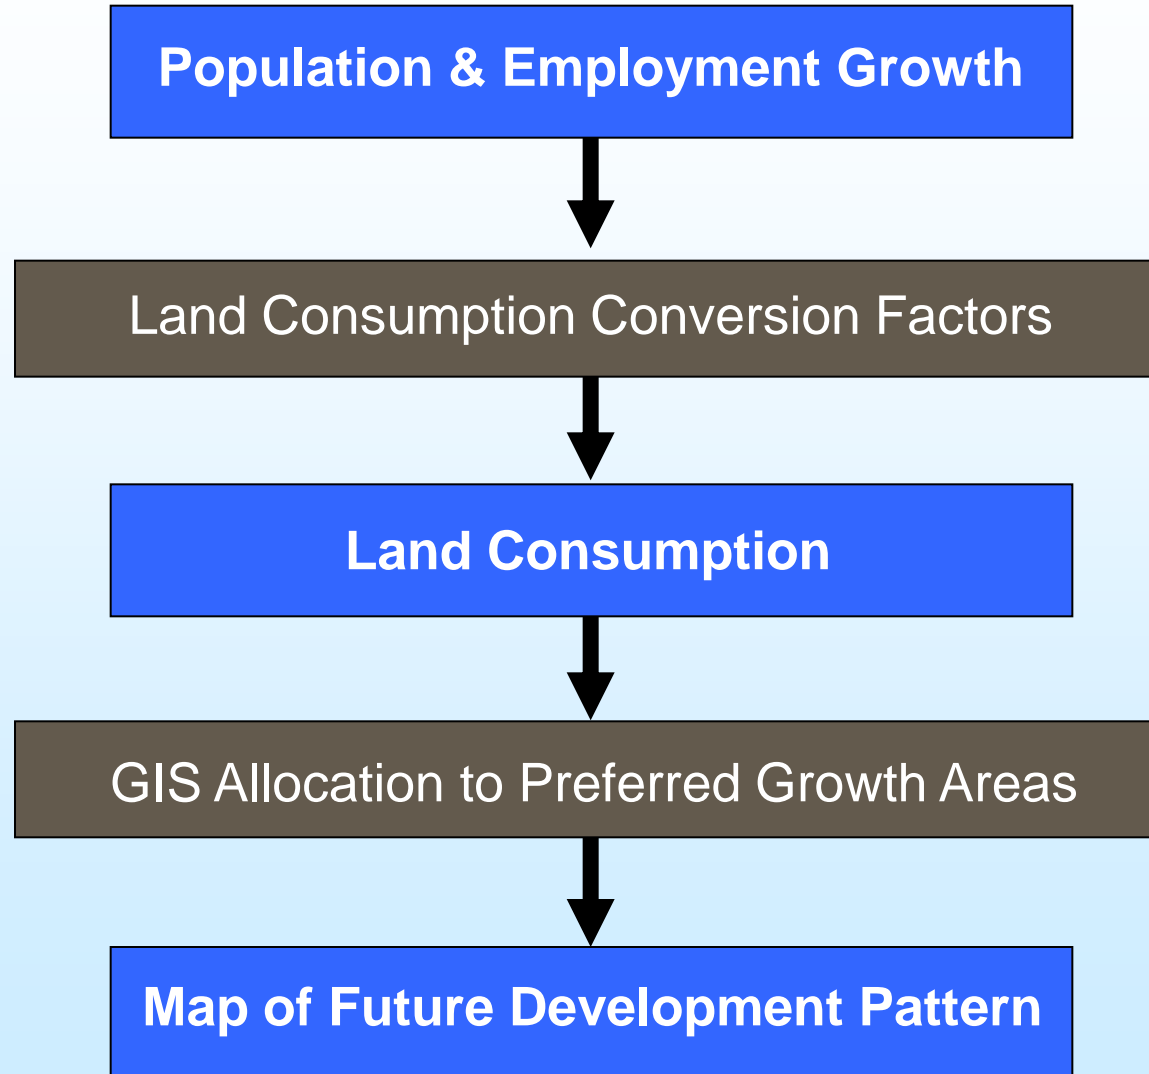 Population & Employment Growth
Land Consumption Conversion Factors
Land Consumption
GIS Allocation to Preferred Growth Areas
Map of Future Development Pattern